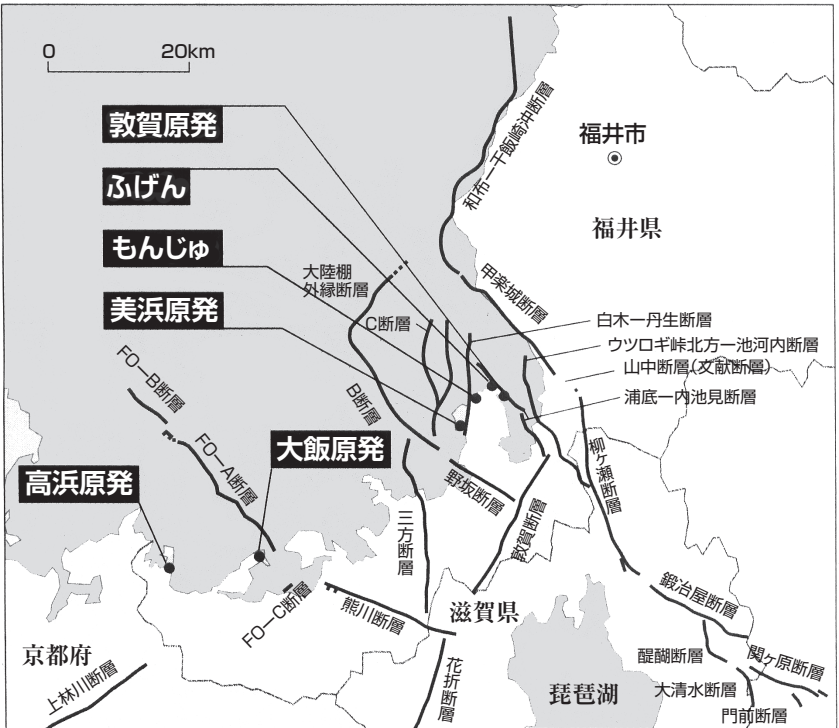 0 20km
敦賀原発
ふげん
もんじゅ
美浜原発
和布ー干飯崎沖断層
福井市
福井県
大陸棚
外縁断層
甲楽城断層
C断層
白木ー丹生断層
ウツロギ峠北方ー池河内断層
山中断層(文献断層)
浦底ー内池見断層
FO－B断層
B断層
FO－A断層
大飯原発
高浜原発
野坂断層
柳ケ瀬断層
三方断層
敦賀断層
FO－C断層
熊川断層
滋賀県
鍛冶屋断層
京都府
上林川断層
花折断層
琵琶湖
醍醐断層
関ヶ原断層
大清水断層
門前断層